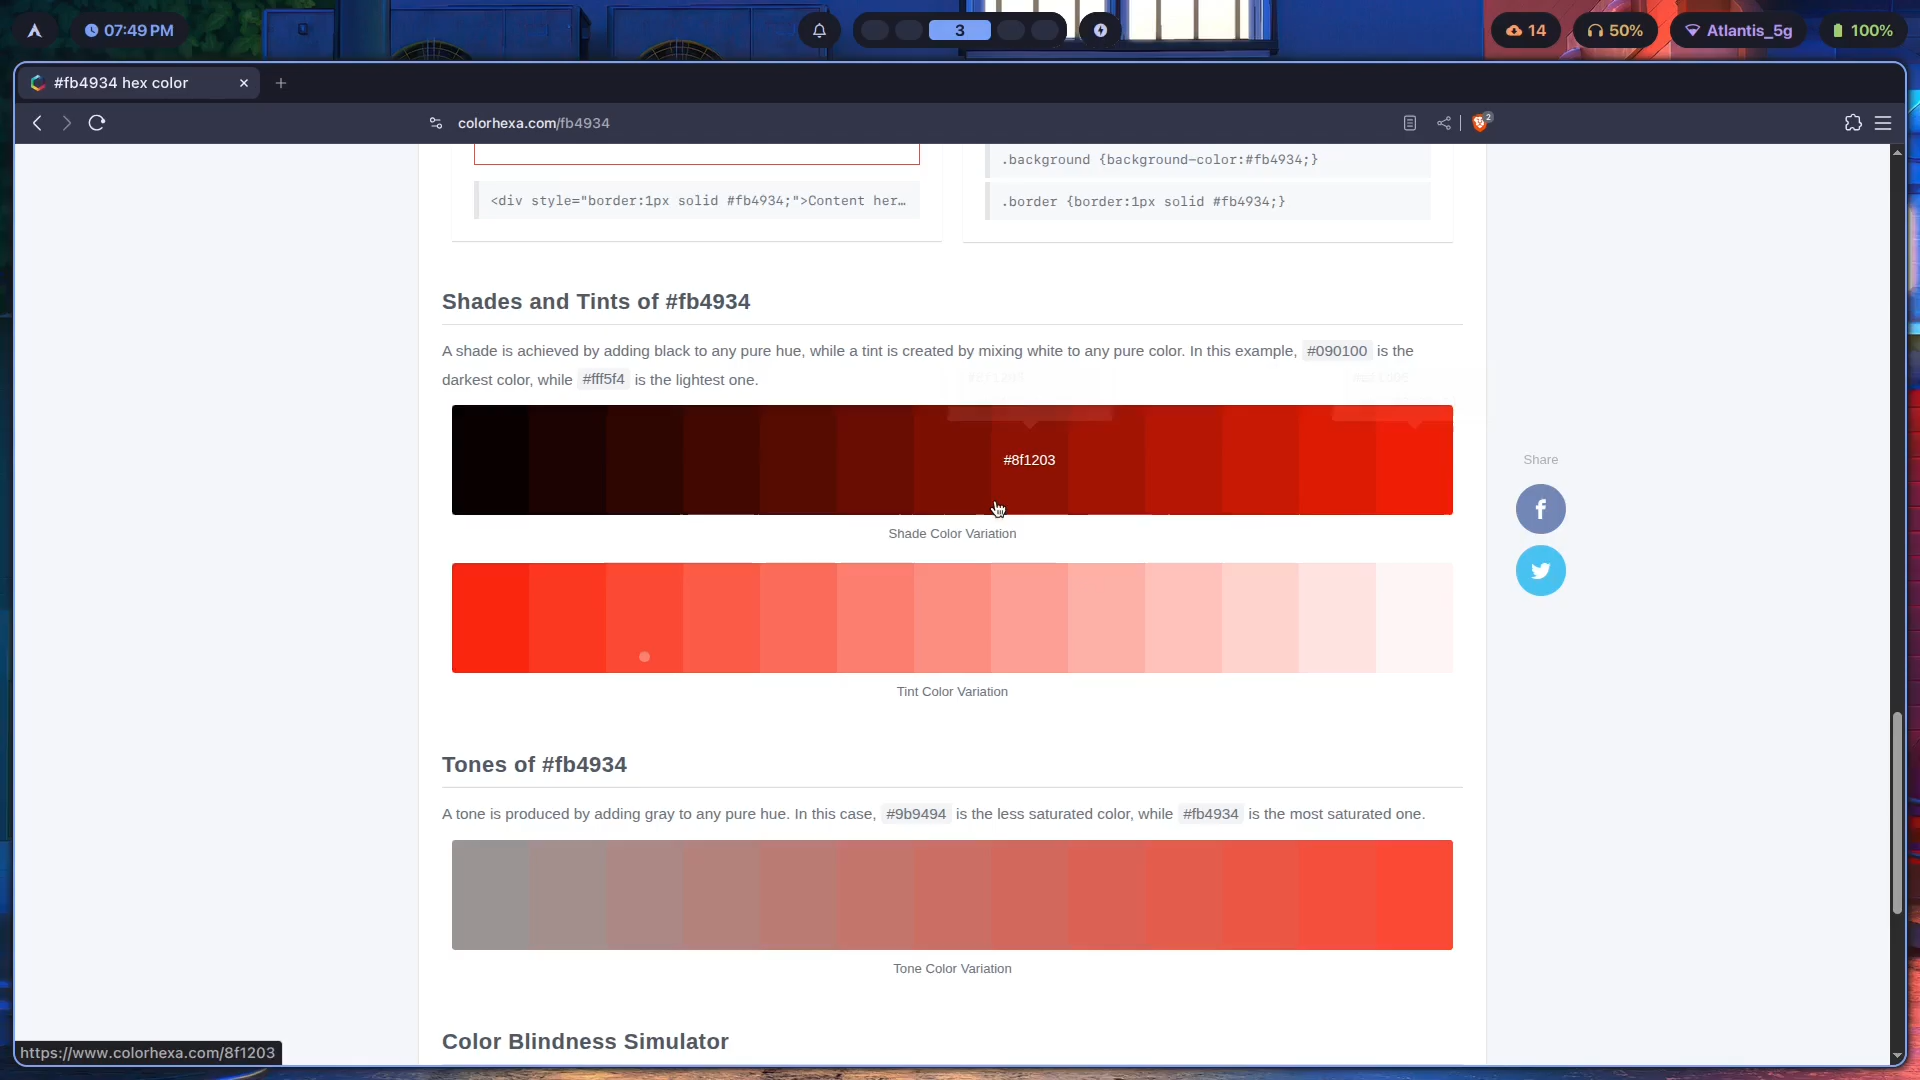 07:49 PM
3
14
50%
Atlantis_5g
100%
#fb4934 hex color
colorhexa.com/fb4934
2
.background {background-color:#fb4934;}
<div style="border:1px solid #fb4934;">Content her…
.border {border:1px solid #fb4934;}
Shades and Tints of #fb4934
A shade is achieved by adding black to any pure hue, while a tint is created by mixing white to any pure color. In this example, #090100 is the
darkest color, while #fff5f4 is the lightest one.
#8f1203
Shade Color Variation
Share
Tint Color Variation
Tones of #fb4934
A tone is produced by adding gray to any pure hue. In this case, #9b9494 is the less saturated color, while #fb4934 is the most saturated one.
Tone Color Variation
Color Blindness Simulator
https://www.colorhexa.com/8f1203